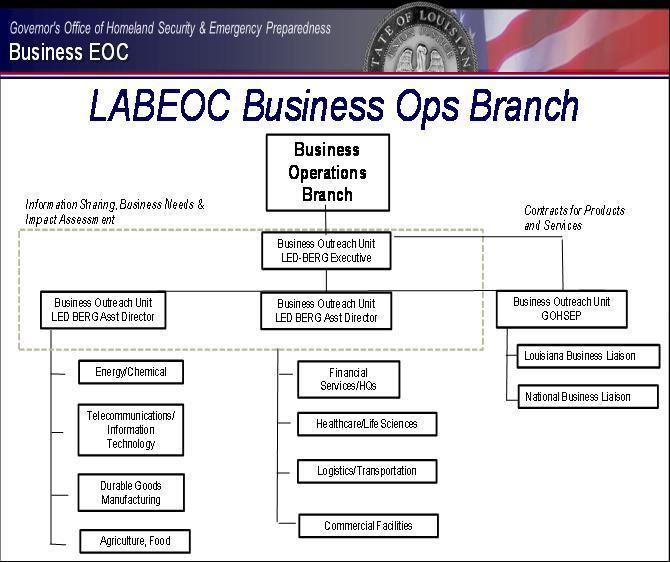 Governor's Office of Homeland Security & Emergency Preparedness
Business EOC
STATE OF LOUISIANA
LABEOC Business Ops Branch
Business
Operations
Branch
Information Sharing, Business Needs &
Impact Assessment
Contracts for Products
and Services
Business Outreach Unit
LED-BERG Executive
Business Outreach Unit
LED BERG Asst Director
Business Outreach Unit
LED BERG Asst Director
Business Outreach Unit
GOHSEP
Energy/Chemical
Telecommunications/
Information
Technology
Durable Goods
Manufacturing
Agriculture, Food
Financial
Services/HQs
Healthcare/Life Sciences
Logistics/Transportation
Commercial Facilities
Louisiana Business Liaison
National Business Liaison